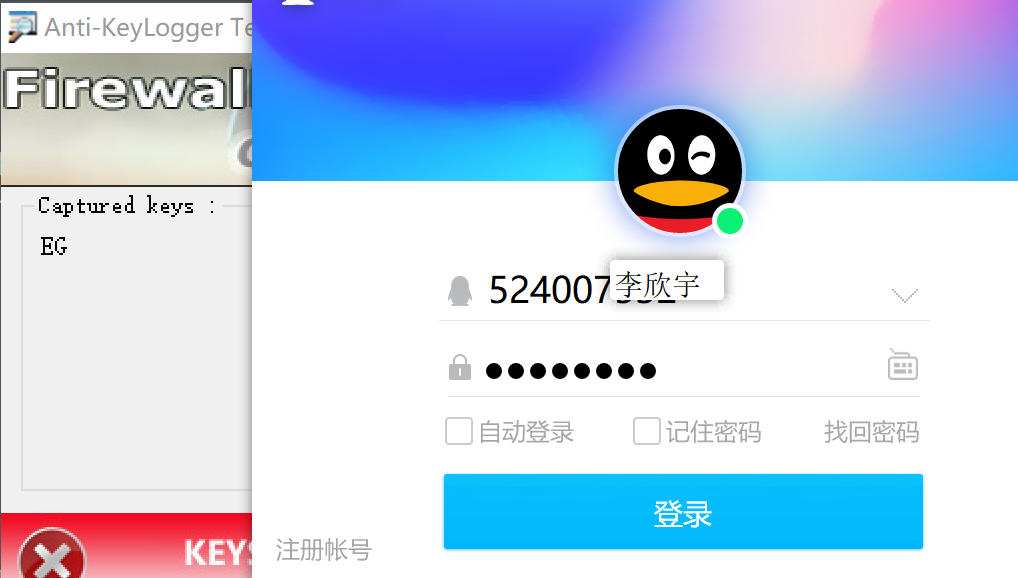 Anti-KeyLogger Te
Firewall
Captured keys :
EG
KEYS
524007
李欣宇
自动登录
记住密码
找回密码
登录
注册帐号